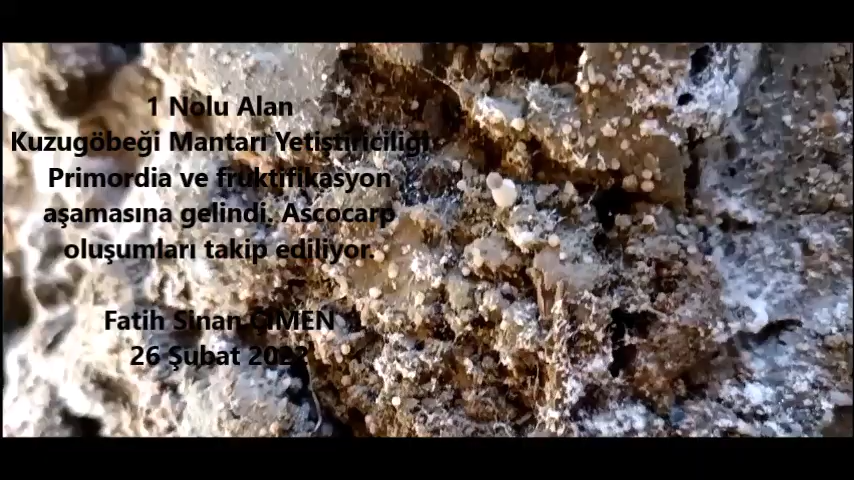 1 Nolu Alan
Kuzugöbeği Mantarı Yetiştiriciliği
Primordia ve fruktifikasyon
aşamasına gelindi. Ascocarp
oluşumları takip ediliyor.
Fatih Sinan ÇİMEN
26 Şubat 2022